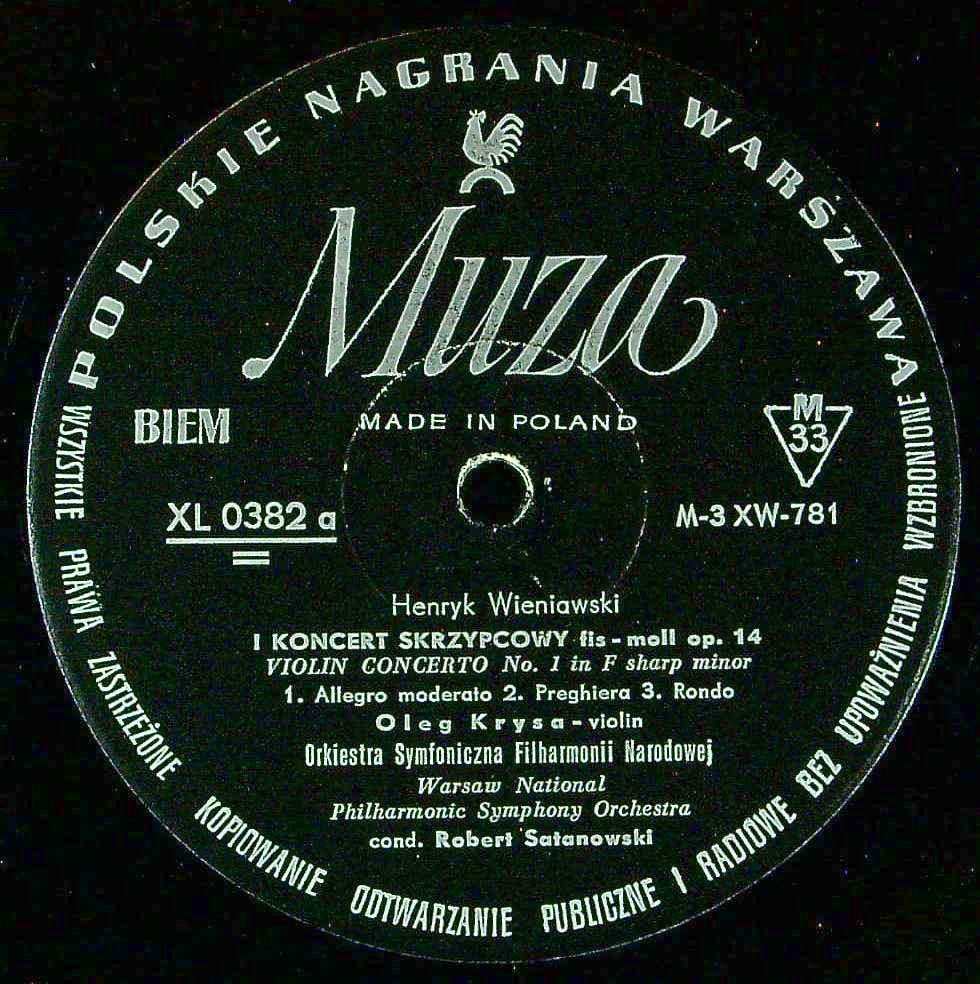 POLSKIE NAGRANIA WARSZAWA
Muza
MADE IN POLAND
BIEM
M
33
XL 0382 a
M-3 XW-781
Henryk Wieniawski
I KONCERT SKRZYPCOWY fis-moll op. 14
VIOLIN CONCERTO No. 1 in F sharp minor
1. Allegro moderato 2. Preghiera 3. Rondo
Oleg Krysa-violin
Orkiestra Symfoniczna Filharmonii Narodowej
Warsaw National
Philharmonic Symphony Orchestra
cond. Robert Satanowski
WSZYSTKIE PRAWA ZASTRZEŻONE KOPIOWANIE ODTWARZANIE PUBLICZNE I RADIOWE BEZ UPOWAŻNIENIA WZBRONIONE